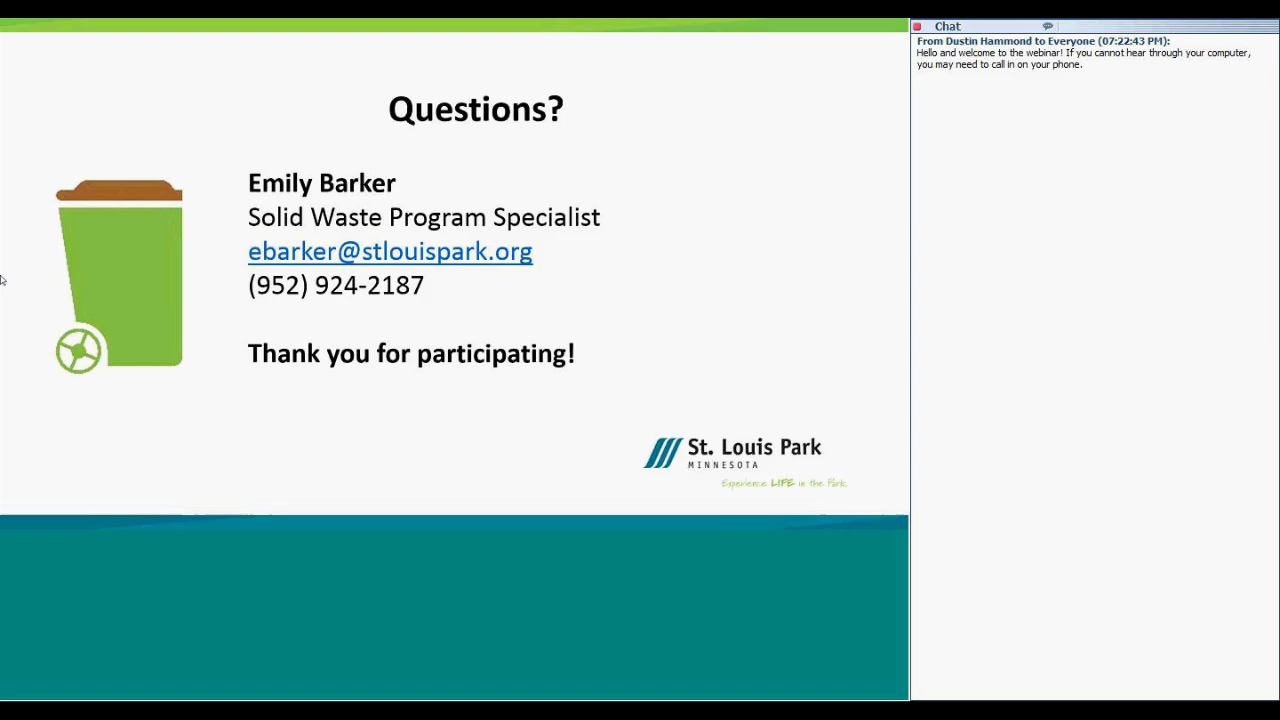 Questions?
Emily Barker
Solid Waste Program Specialist
ebarker@stlouispark.org
(952) 924-2187
Thank you for participating!
St. Louis Park
MINNESOTA
Experience LIFE in the Park.
Chat
From Dustin Hammond to Everyone (07:22:43 PM):
Hello and welcome to the webinar! If you cannot hear through your computer,
you may need to call in on your phone.